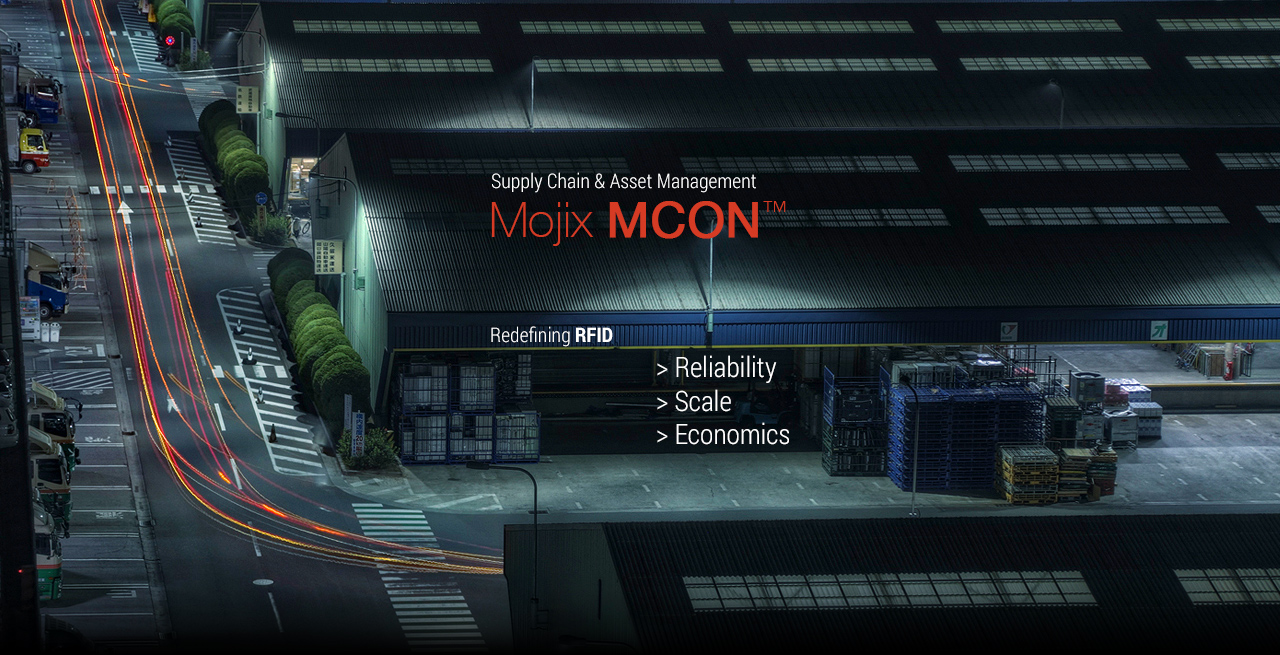 Supply Chain & Asset Management
Mojix MCON™
Redefining RFID
> Reliability
> Scale
> Economics